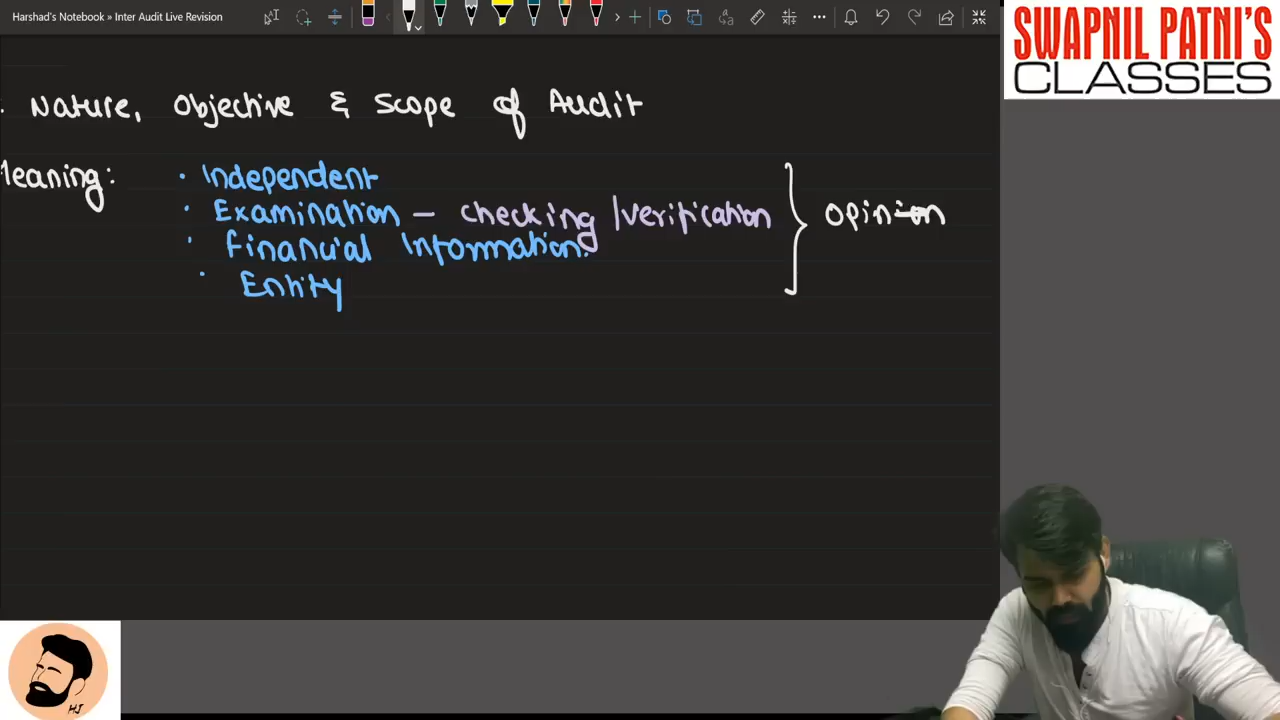 Harshad's Notebook » Inter Audit Live Revision
SWAPNIL PATNI'S
CLASSES
. Nature, Objective & Scope of Audit
Meaning:
· Independent
· Examination – checking/verification
· Financial Information.
· Entity
Opinion
HJ